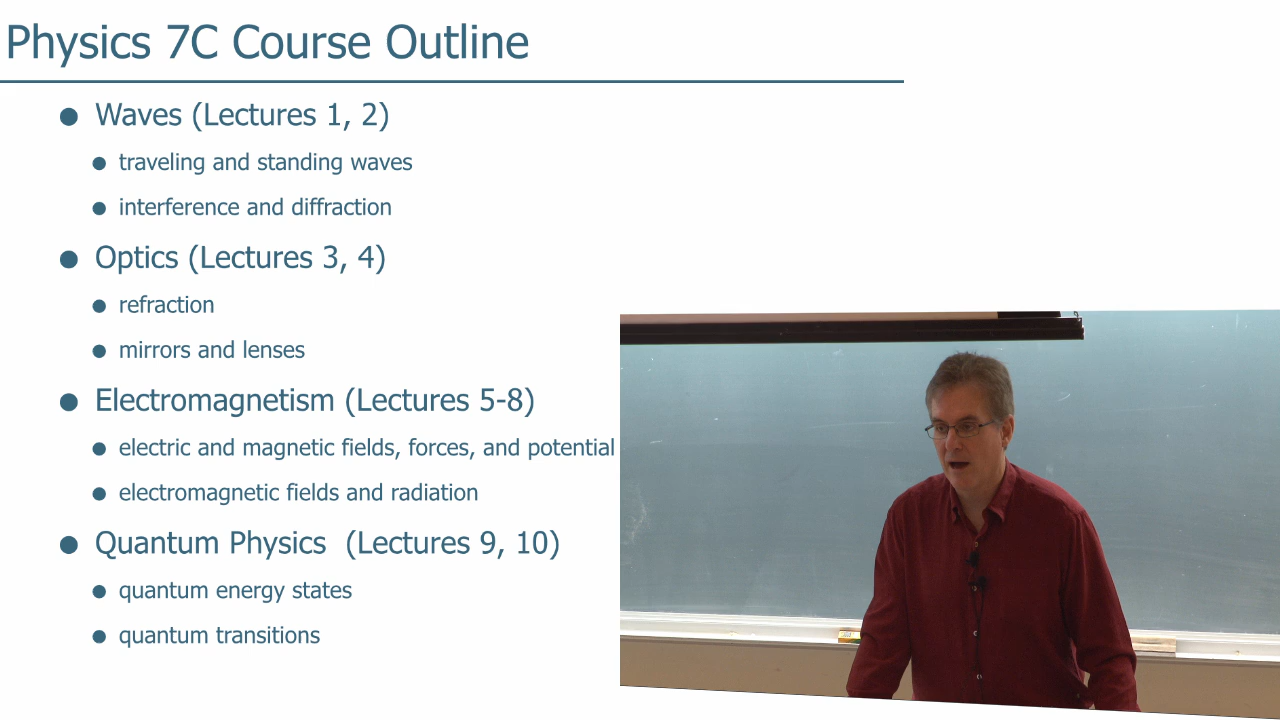 Physics 7C Course Outline
● Waves (Lectures 1, 2)
● traveling and standing waves
● interference and diffraction
● Optics (Lectures 3, 4)
● refraction
● mirrors and lenses
● Electromagnetism (Lectures 5-8)
● electric and magnetic fields, forces, and potential
● electromagnetic fields and radiation
● Quantum Physics  (Lectures 9, 10)
● quantum energy states
● quantum transitions